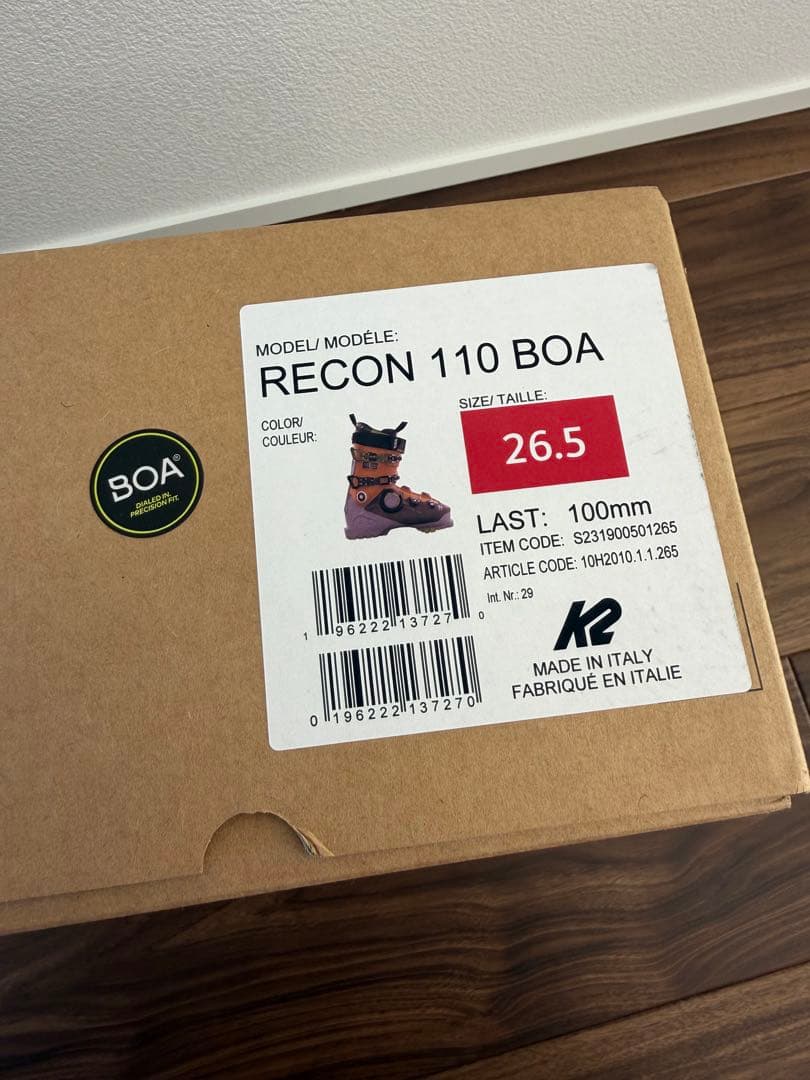 MODEL/ MODÉLE:
RECON 110 BOA
COLOR/
COULEUR:
SIZE/ TAILLE:
26.5
LAST: 100mm
ITEM CODE: S231900501265
ARTICLE CODE: 10H2010.1.1.265
Int. Nr.: 29
1 96222 13727 0
0 196222 137270
K2
MADE IN ITALY
FABRIQUÉ EN ITALIE
BOA®
DIALED IN.
PRECISION FIT.